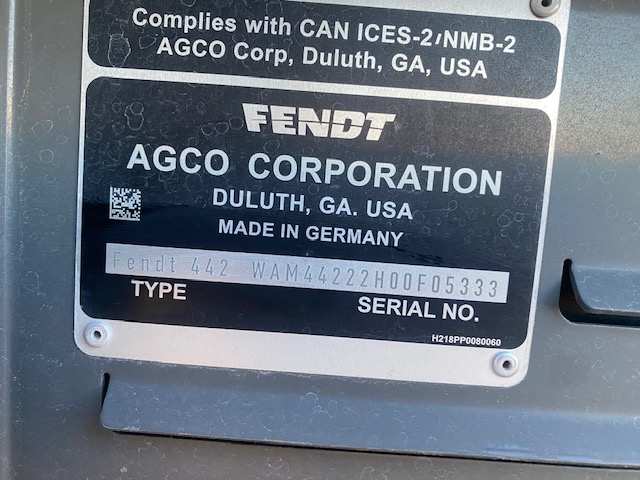 Complies with CAN ICES-2/NMB-2
AGCO Corp, Duluth, GA, USA
FENDT
AGCO CORPORATION
DULUTH, GA. USA
MADE IN GERMANY
Fendt 442 WAM44222H00F05333
TYPE SERIAL NO.
H218PP0080060